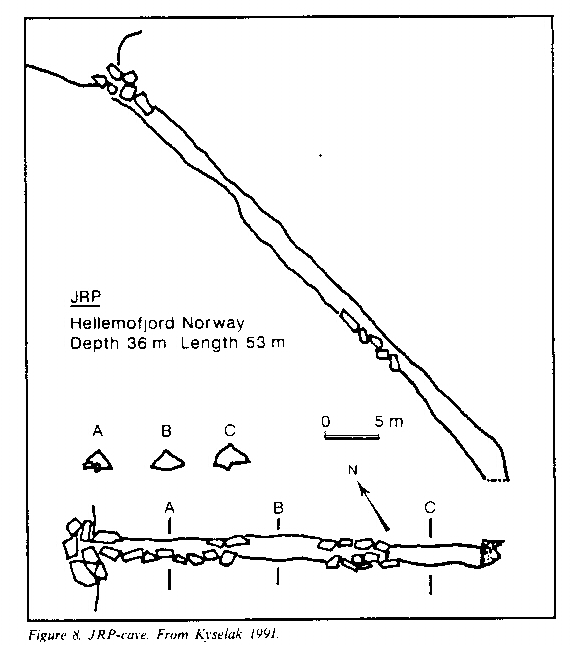 JRP
Hellemofjord Norway
Depth 36 m Length 53 m
0 5 m
A B C
N
A B C
Figure 8. JRP-cave. From Kyselak 1991.